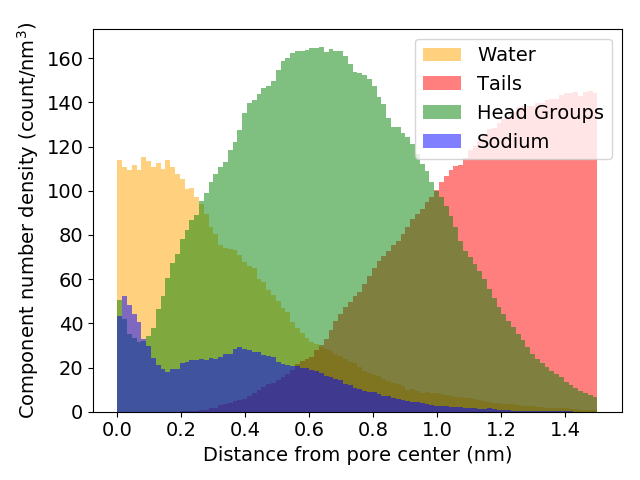 Component number density (count/nm³)
160
140
120
100
80
60
40
20
0
0.0 0.2 0.4 0.6 0.8 1.0 1.2 1.4
Distance from pore center (nm)
Water
Tails
Head Groups
Sodium